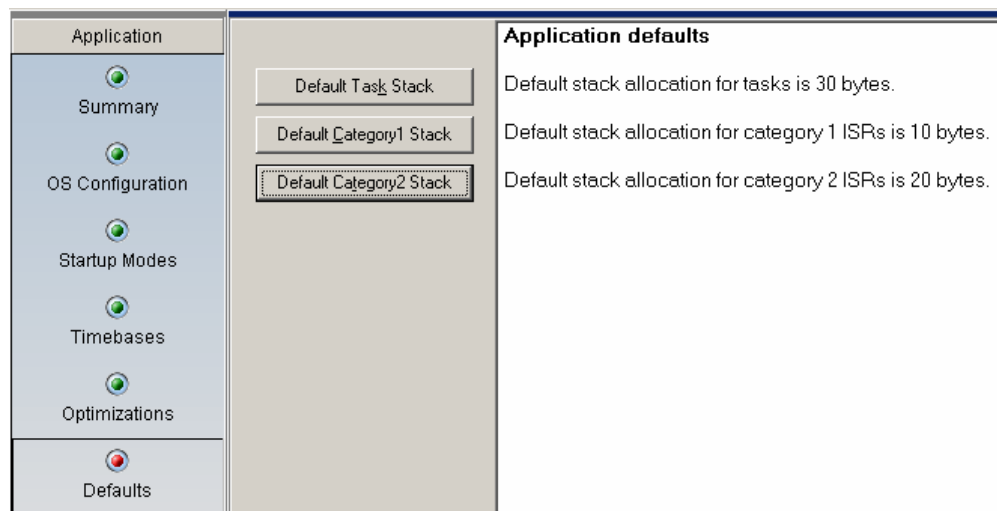 Application
Summary
OS Configuration
Startup Modes
Timebases
Optimizations
Defaults
Default Task Stack
Default Category1 Stack
Default Category2 Stack
Application defaults
Default stack allocation for tasks is 30 bytes.
Default stack allocation for category 1 ISRs is 10 bytes.
Default stack allocation for category 2 ISRs is 20 bytes.